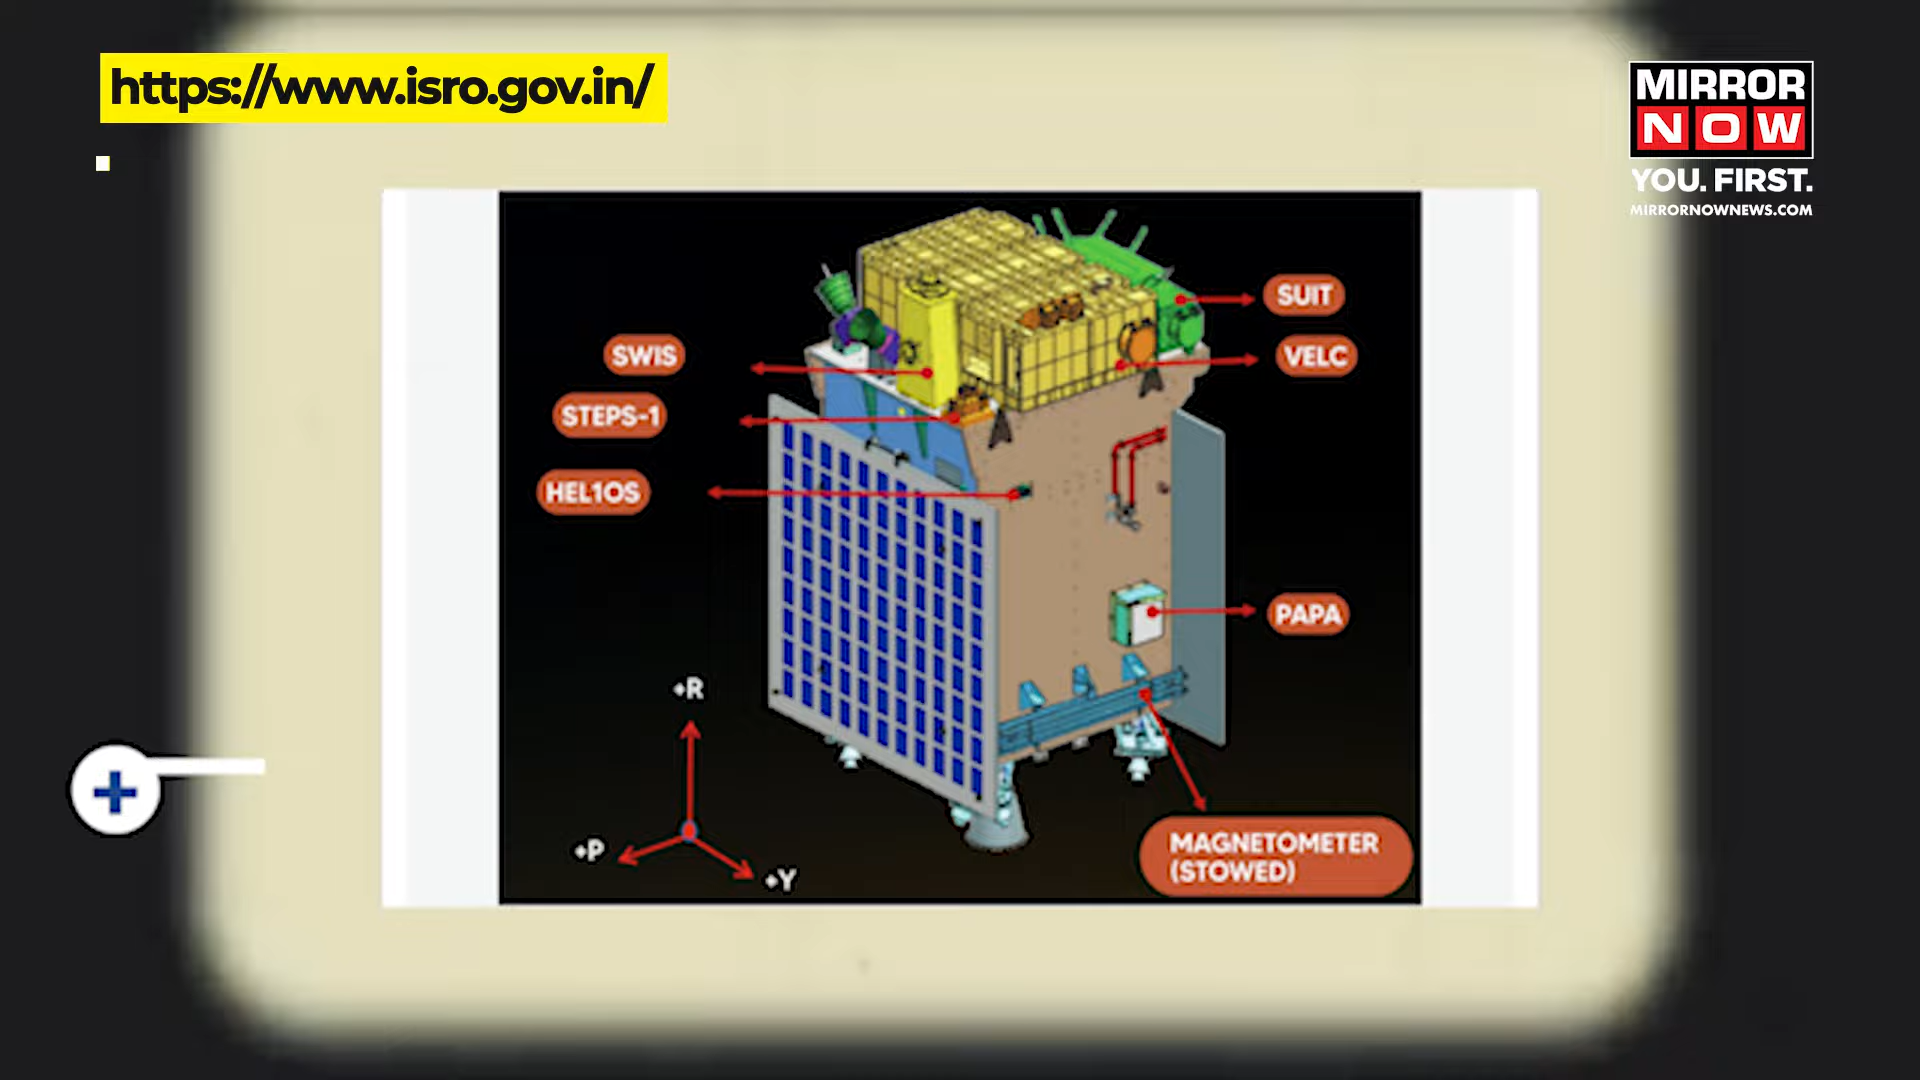 https://www.isro.gov.in/
MIRROR
NOW
YOU. FIRST.
MIRRORNOWNEWS.COM
SUIT
SWIS
VELC
STEPS-1
HEL1OS
PAPA
+R
+P
+Y
MAGNETOMETER
(STOWED)